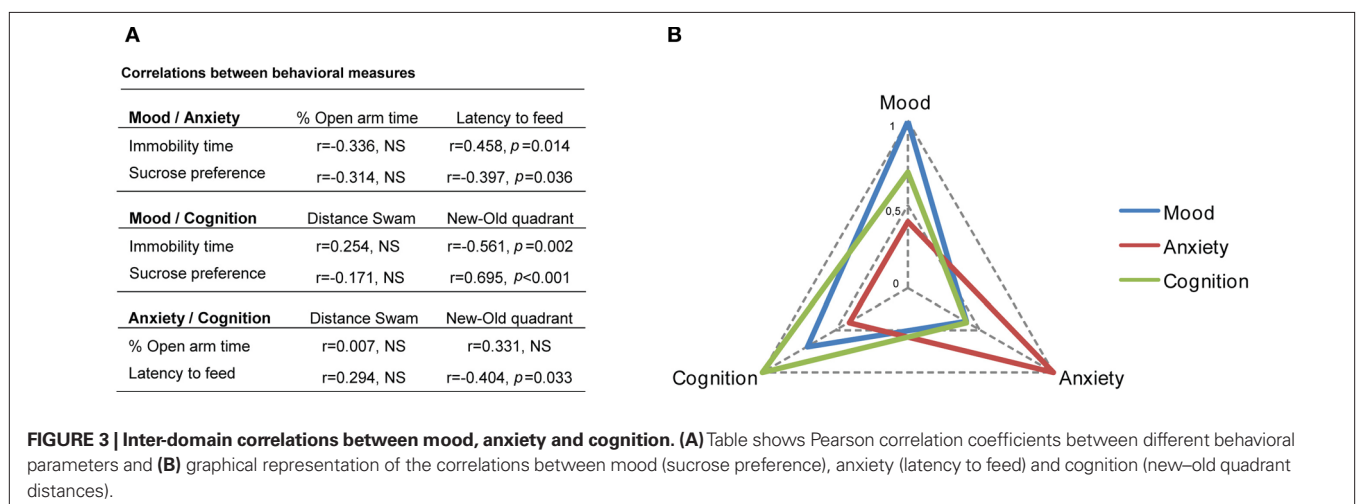 A
B
Correlations between behavioral measures
Mood / Anxiety % Open arm time Latency to feed
Immobility time r=-0.336, NS r=0.458, p=0.014
Sucrose preference r=-0.314, NS r=-0.397, p=0.036
Mood / Cognition Distance Swam New-Old quadrant
Immobility time r=0.254, NS r=-0.561, p=0.002
Sucrose preference r=-0.171, NS r=0.695, p<0.001
Anxiety / Cognition Distance Swam New-Old quadrant
% Open arm time r=0.007, NS r=0.331, NS
Latency to feed r=0.294, NS r=-0.404, p=0.033
Mood
1
0,5
0
Cognition
Anxiety
Mood
Anxiety
Cognition
FIGURE 3 | Inter-domain correlations between mood, anxiety and cognition. (A) Table shows Pearson correlation coefficients between different behavioral
parameters and (B) graphical representation of the correlations between mood (sucrose preference), anxiety (latency to feed) and cognition (new–old quadrant
distances).